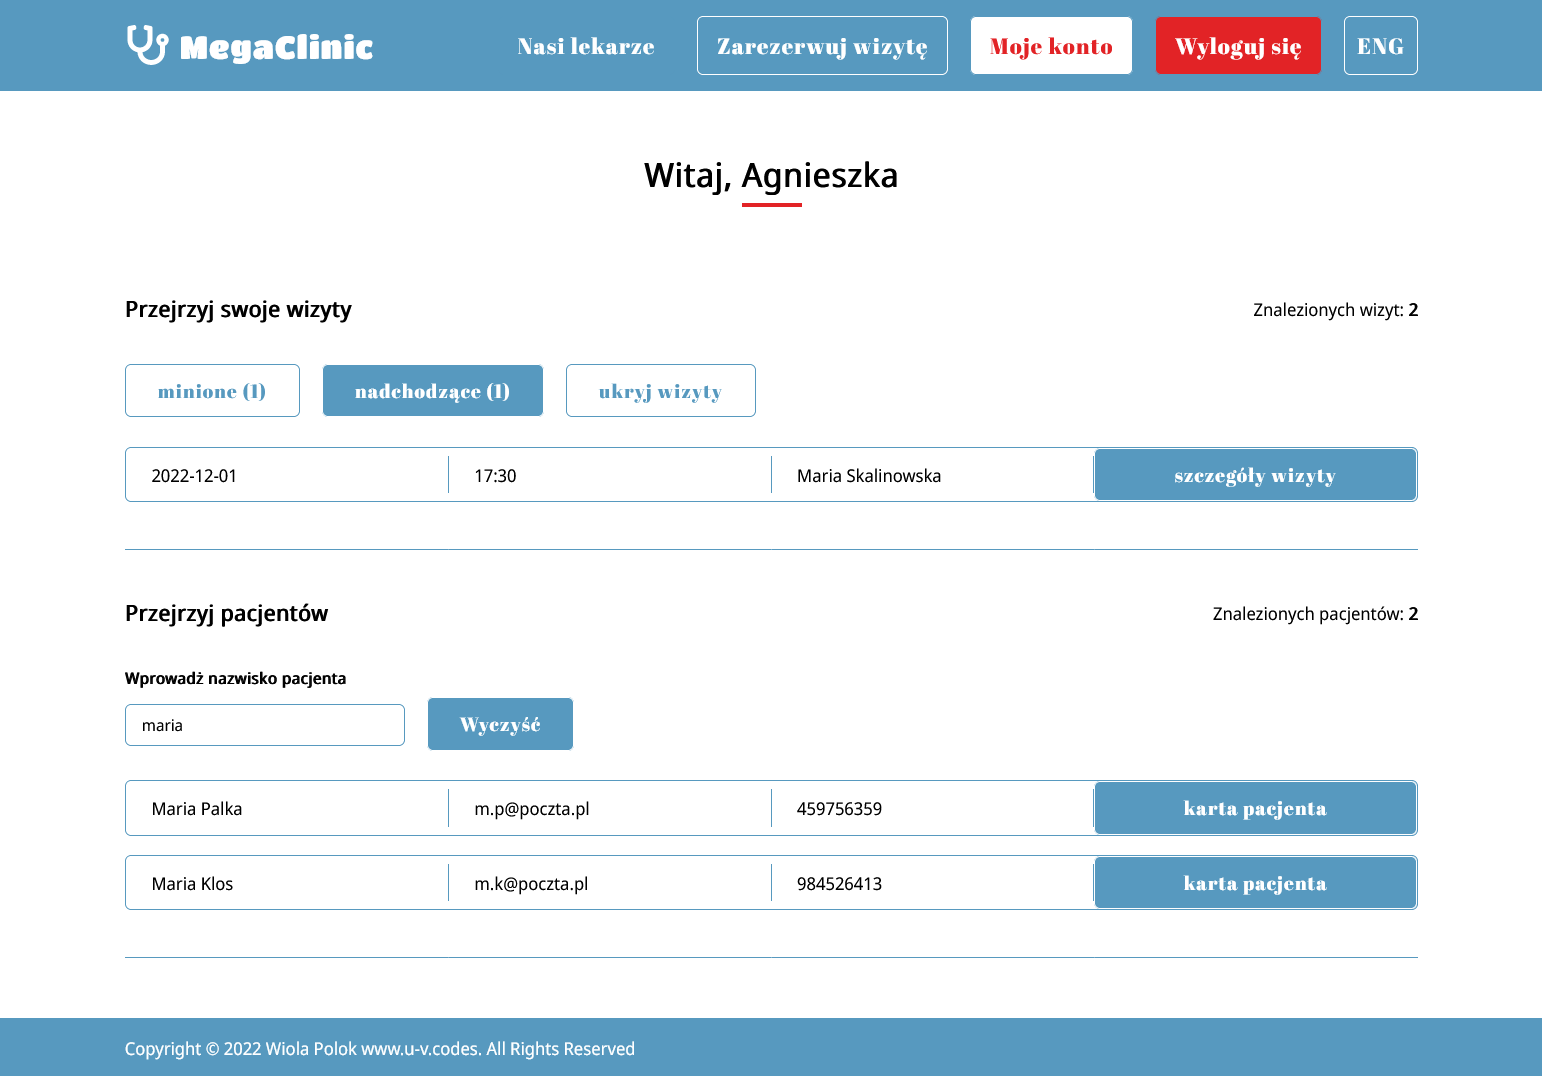 MegaClinic Nasi lekarze Zarezerwuj wizytę Moje konto Wyloguj się ENG
Witaj, Agnieszka
Przejrzyj swoje wizyty Znalezionych wizyt: 2
minione (1) nadchodzące (1) ukryj wizyty
2022-12-01 17:30 Maria Skalinowska szczegóły wizyty
Przejrzyj pacjentów Znalezionych pacjentów: 2
Wprowadż nazwisko pacjenta
maria Wyczyść
Maria Palka m.p@poczta.pl 459756359 karta pacjenta
Maria Klos m.k@poczta.pl 984526413 karta pacjenta
Copyright © 2022 Wiola Polok www.u-v.codes. All Rights Reserved